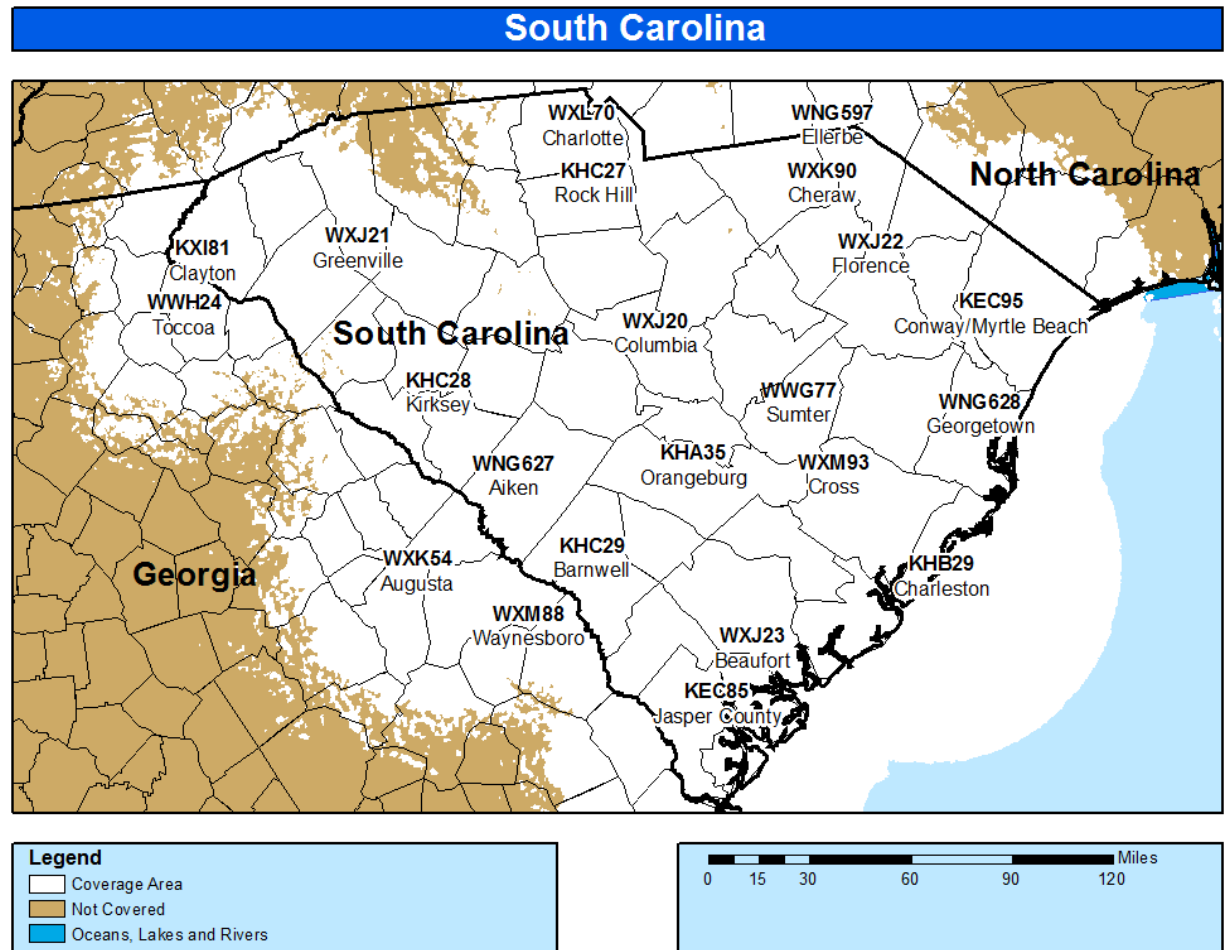 South Carolina
WXL70
Charlotte
WNG597
Ellerbe
KHC27
Rock Hill
WXK90
Cheraw
North Carolina
KXI81
Clayton
WXJ21
Greenville
WXJ22
Florence
WWH24
Toccoa
KEC95
Conway/Myrtle Beach
South Carolina
WXJ20
Columbia
KHC28
Kirksey
WWG77
Sumter
WNG628
Georgetown
WNG627
Aiken
KHA35
Orangeburg
WXM93
Cross
Georgia
WXK54
Augusta
KHC29
Barnwell
KHB29
Charleston
WXM88
Waynesboro
WXJ23
Beaufort
KEC85
Jasper County
Legend
Coverage Area
Not Covered
Oceans, Lakes and Rivers
Miles
0 15 30 60 90 120